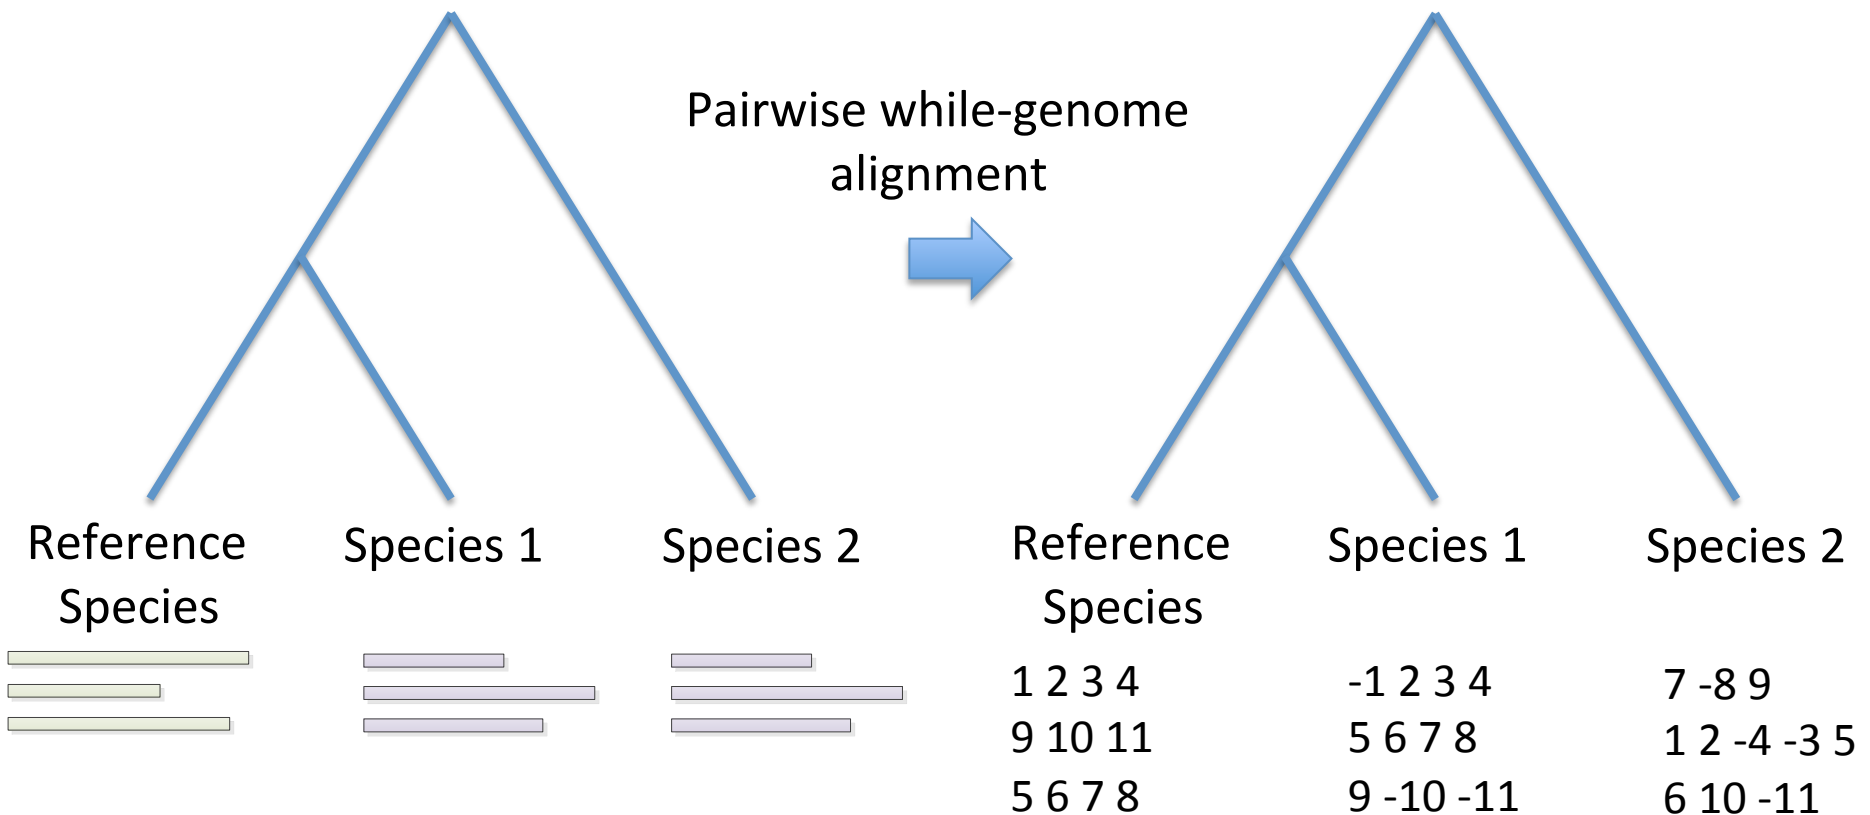 Pairwise while-genome
alignment
Reference
Species
Species 1
Species 2
Reference
Species
Species 1
Species 2
1 2 3 4
9 10 11
5 6 7 8
-1 2 3 4
5 6 7 8
9 -10 -11
7 -8 9
1 2 -4 -3 5
6 10 -11